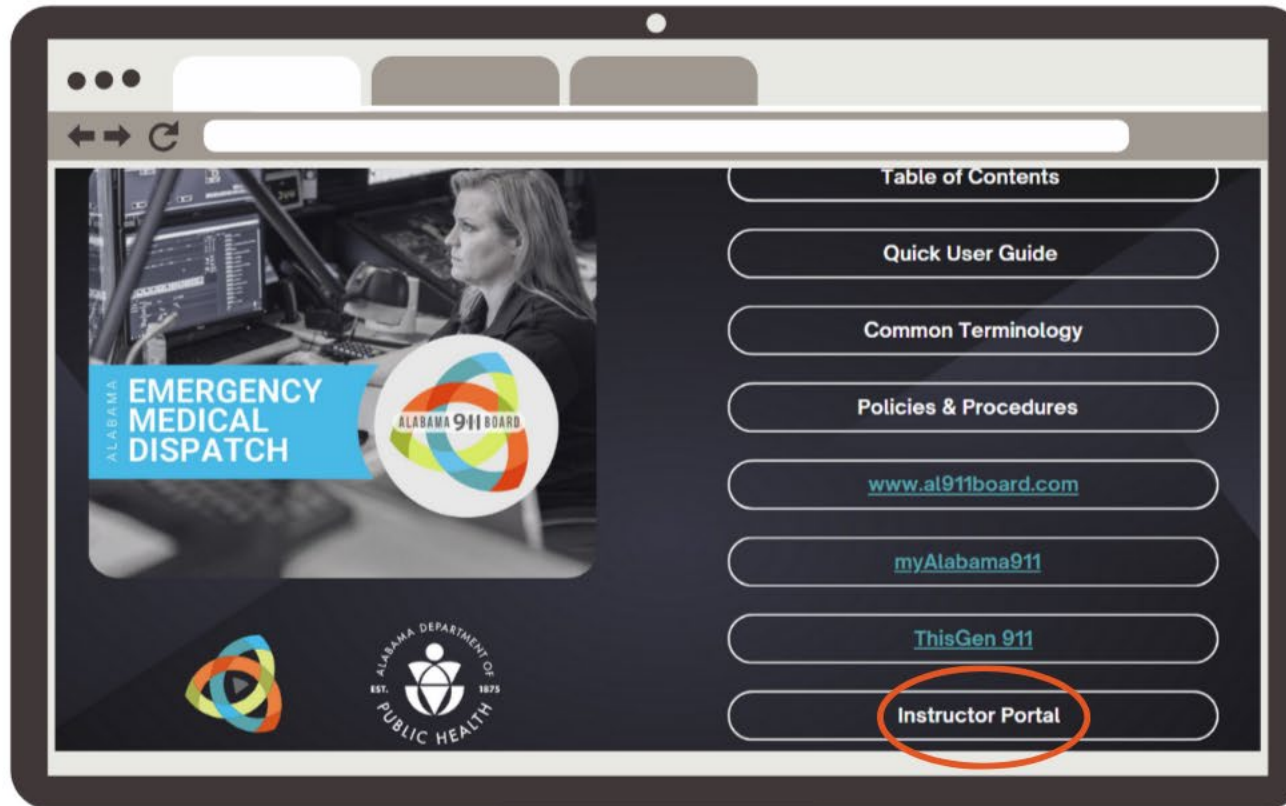 Table of Contents
Quick User Guide
Common Terminology
Policies & Procedures
www.al911board.com
myAlabama911
ThisGen 911
Instructor Portal
ALABAMA
EMERGENCY
MEDICAL
DISPATCH
ALABAMA 911 BOARD
ALABAMA DEPARTMENT OF
EST. 1875
PUBLIC HEALTH